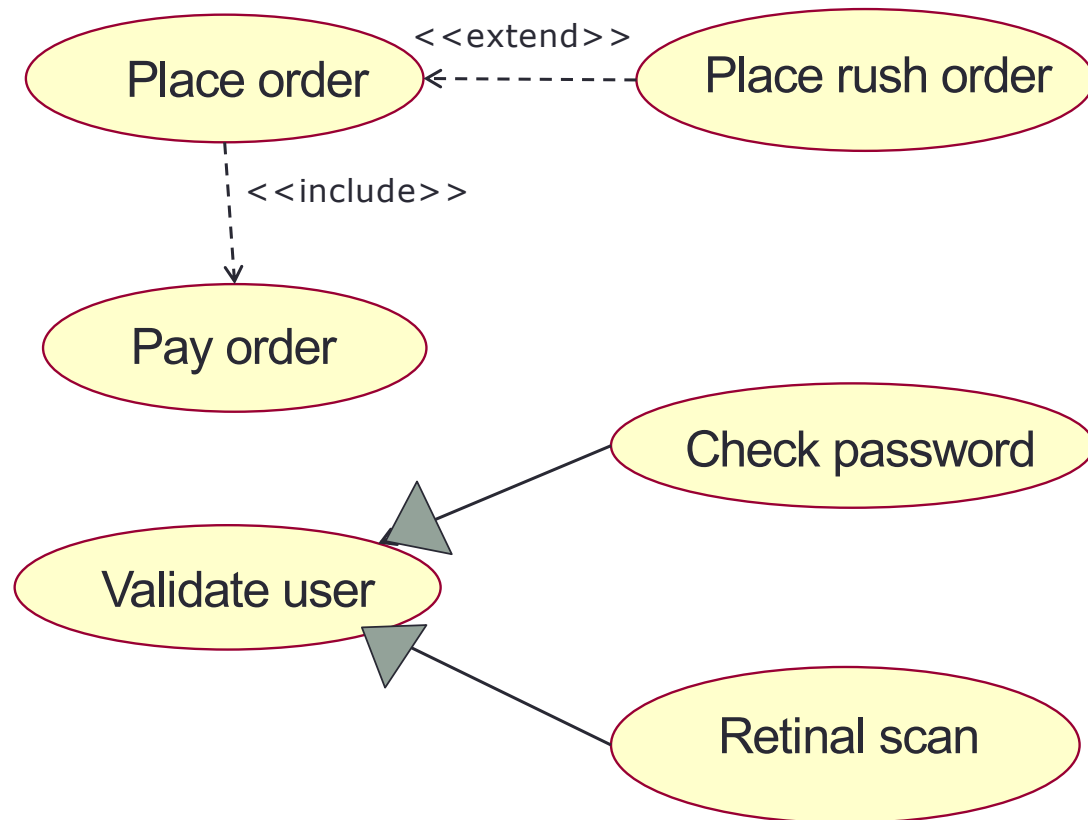 <<extend>>
Place order
Place rush order
<<include>>
Pay order
Check password
Validate user
Retinal scan